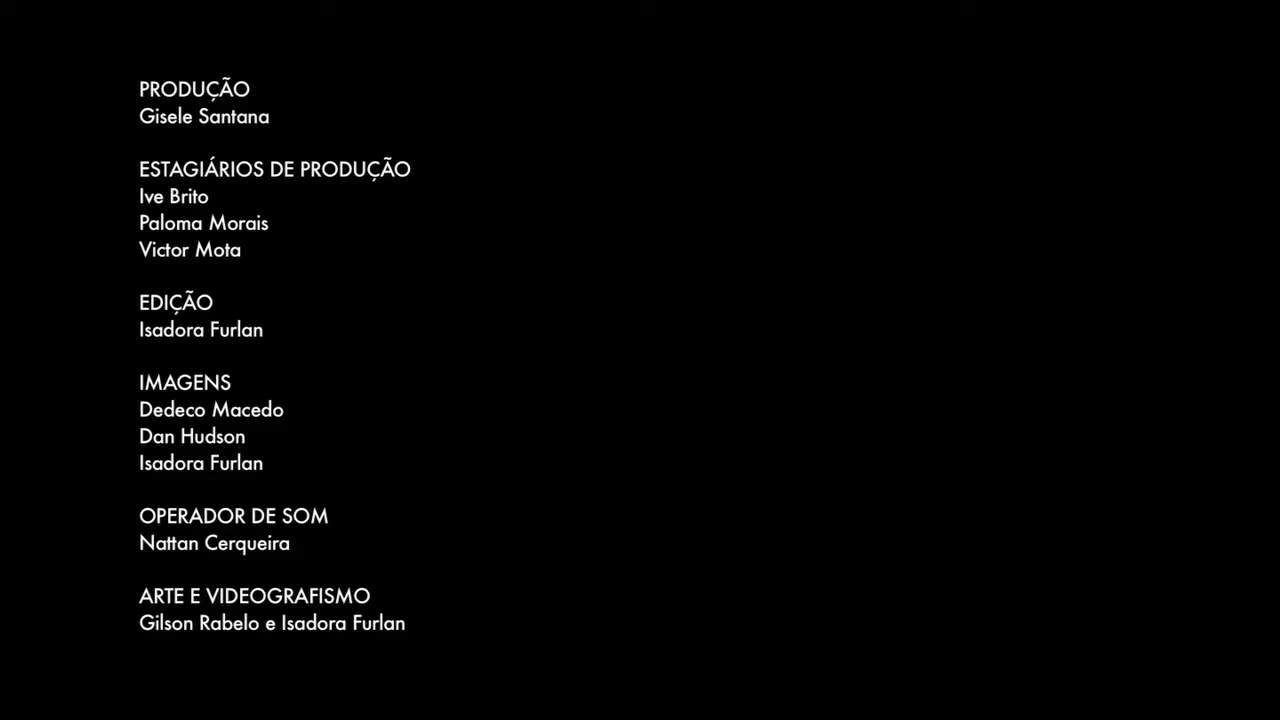 PRODUÇÃO
Gisele Santana
ESTAGIÁRIOS DE PRODUÇÃO
Ive Brito
Paloma Morais
Victor Mota
EDIÇÃO
Isadora Furlan
IMAGENS
Dedeco Macedo
Dan Hudson
Isadora Furlan
OPERADOR DE SOM
Nattan Cerqueira
ARTE E VIDEOGRAFISMO
Gilson Rabelo e Isadora Furlan